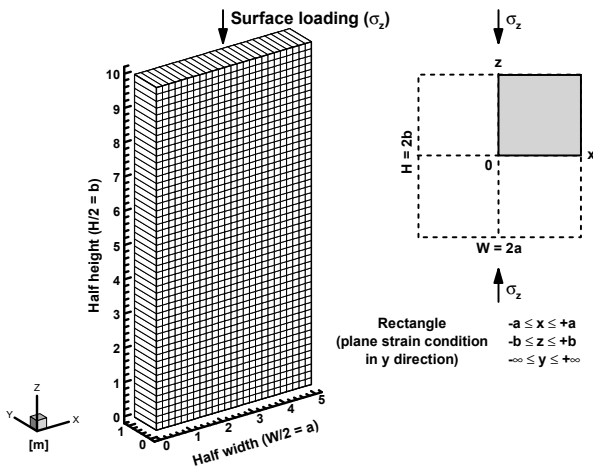 Surface loading (σz)
10
9
8
7
6
5
4
3
2
1
0
Half height (H/2 = b)
1
0
0
1
2
3
4
5
Half width (W/2 = a)
Z
Y
X
[m]
σz
z
x
0
H = 2b
W = 2a
σz
Rectangle
(plane strain condition
in y direction)
-a ≤ x ≤ +a
-b ≤ z ≤ +b
-∞ ≤ y ≤ +∞